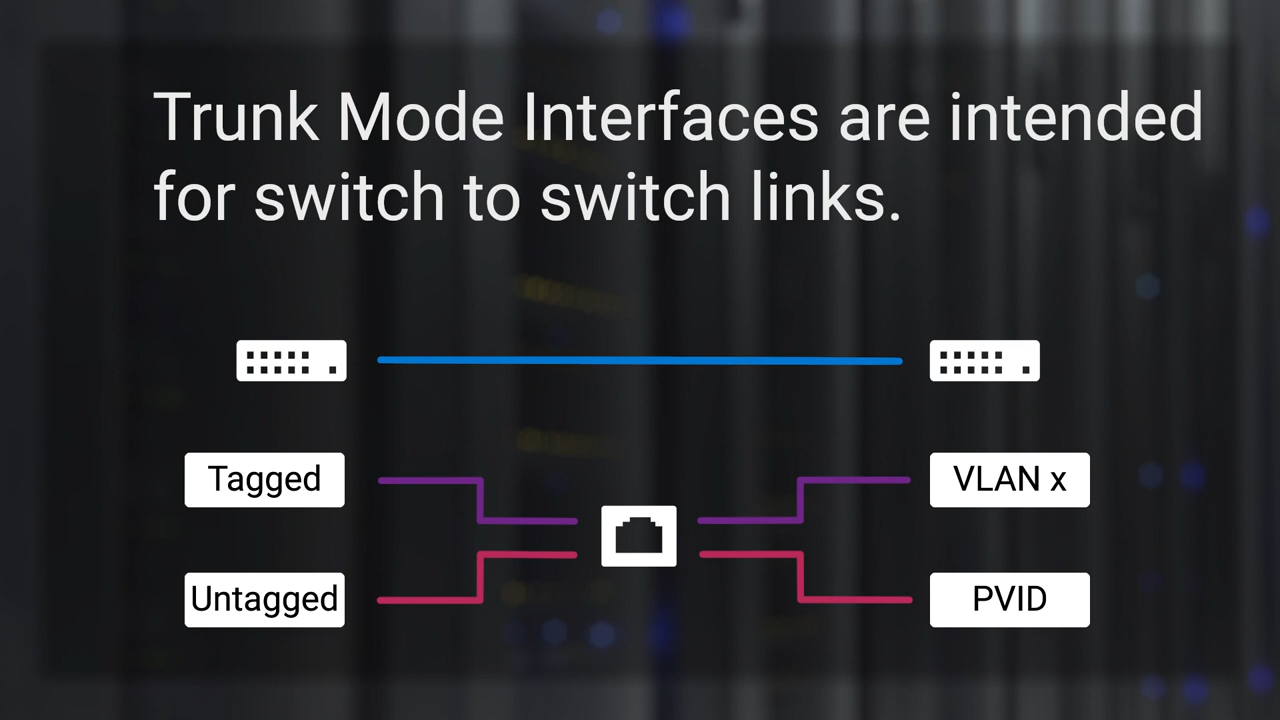 Trunk Mode Interfaces are intended
for switch to switch links.
Tagged
VLAN x
Untagged
PVID